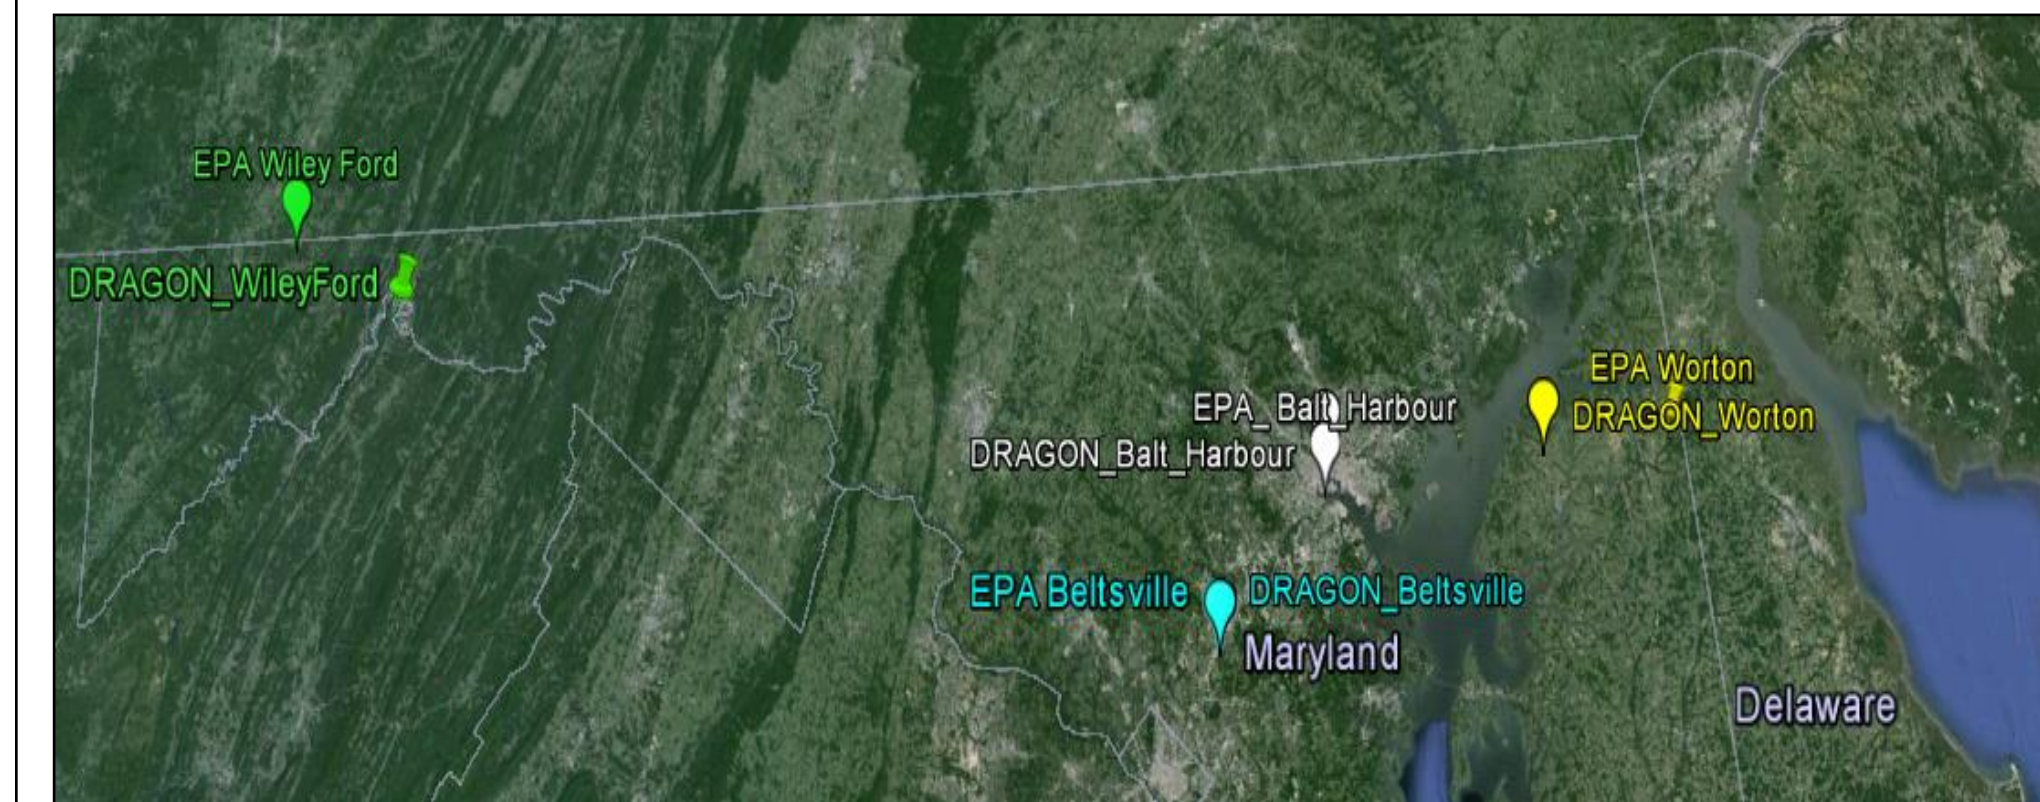 EPA Wiley Ford
DRAGON_WileyFord
EPA Worton
DRAGON_Worton
EPA_ Balt_Harbour
DRAGON_Balt_Harbour
EPA Beltsville
DRAGON_Beltsville
Maryland
Delaware